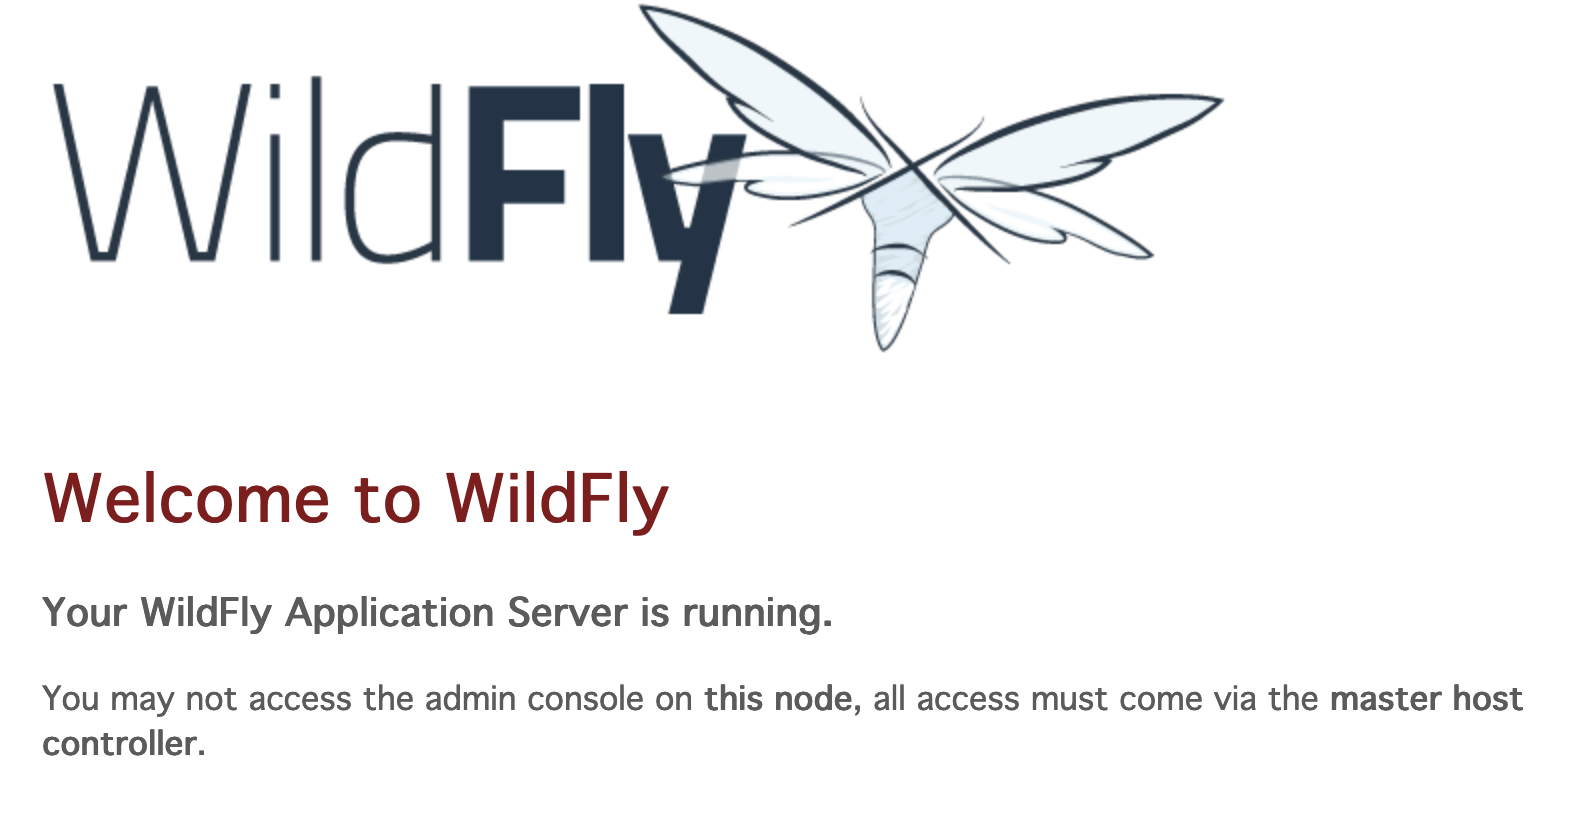 WildFly
Welcome to WildFly
Your WildFly Application Server is running.
You may not access the admin console on this node, all access must come via the master host
controller.